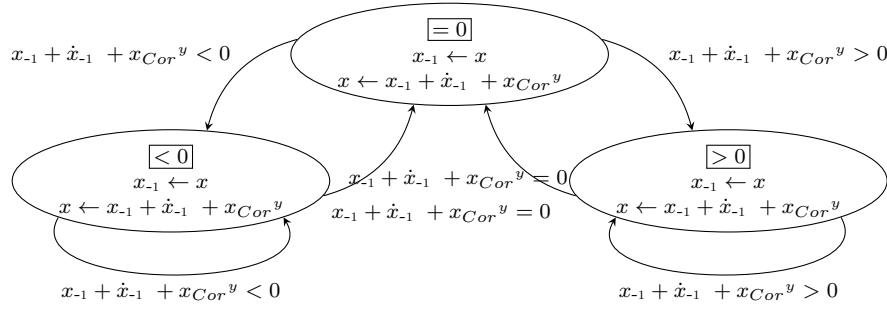 = 0
x₋₁ ← x
x ← x₋₁ + ẋ₋₁ + x_{Cor}ʸ
x₋₁ + ẋ₋₁ + x_{Cor}ʸ < 0
x₋₁ + ẋ₋₁ + x_{Cor}ʸ > 0
< 0
x₋₁ ← x
x ← x₋₁ + ẋ₋₁ + x_{Cor}ʸ
> 0
x₋₁ ← x
x ← x₋₁ + ẋ₋₁ + x_{Cor}ʸ
x₋₁ + ẋ₋₁ + x_{Cor}ʸ = 0
x₋₁ + ẋ₋₁ + x_{Cor}ʸ = 0
x₋₁ + ẋ₋₁ + x_{Cor}ʸ < 0
x₋₁ + ẋ₋₁ + x_{Cor}ʸ > 0